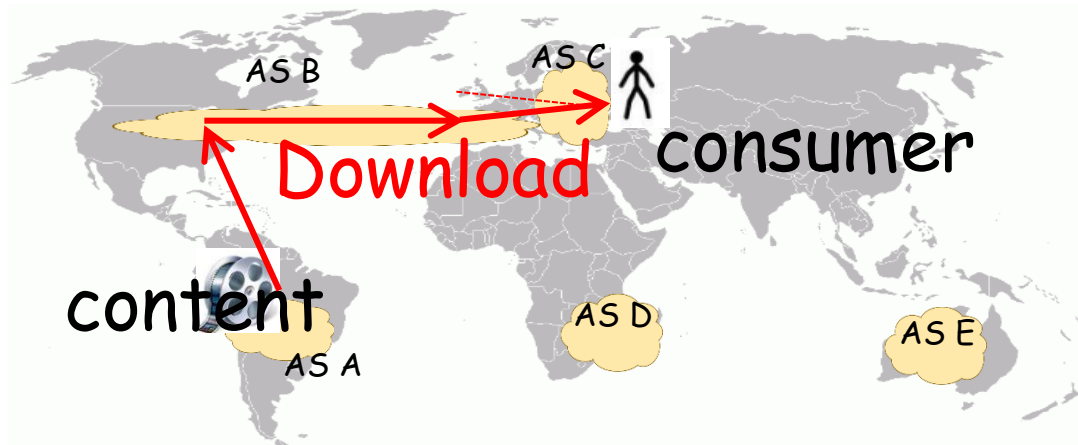 AS B
AS C
Download
consumer
content
AS A
AS D
AS E